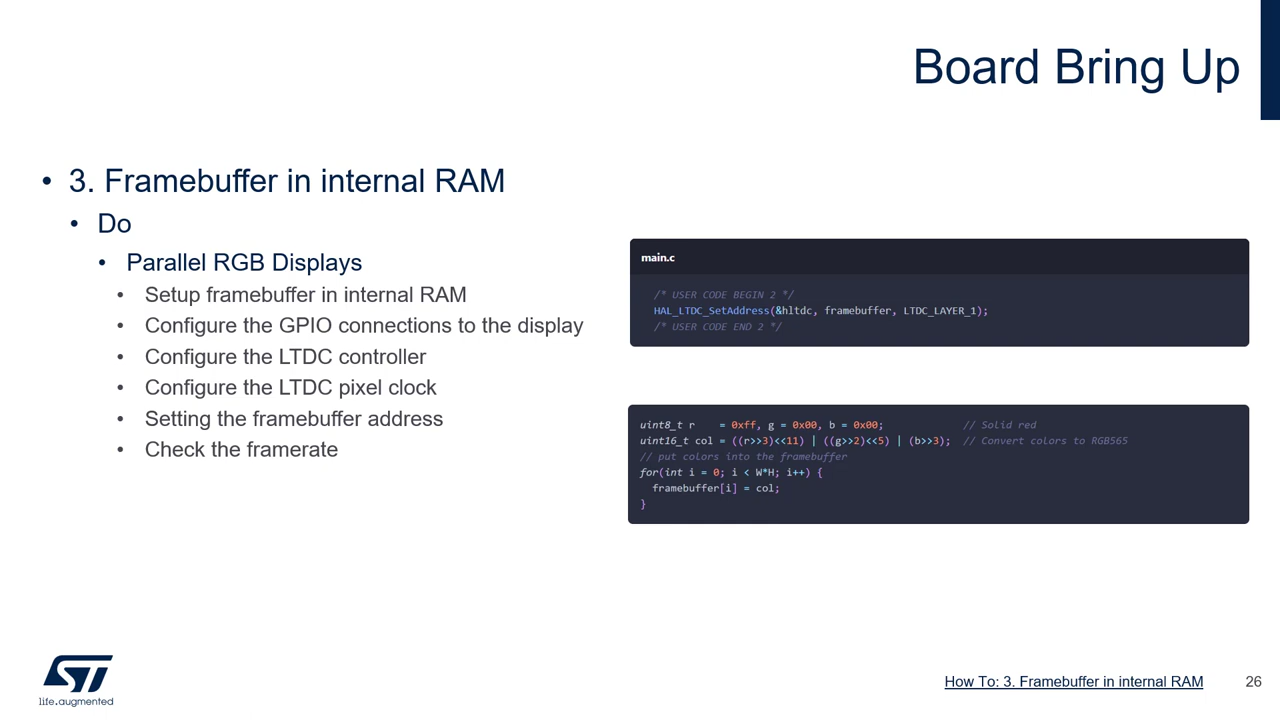 Board Bring Up
• 3. Framebuffer in internal RAM
• Do
• Parallel RGB Displays
• Setup framebuffer in internal RAM
• Configure the GPIO connections to the display
• Configure the LTDC controller
• Configure the LTDC pixel clock
• Setting the framebuffer address
• Check the framerate
main.c
/* USER CODE BEGIN 2 */
HAL_LTDC_SetAddress(&hltdc, framebuffer, LTDC_LAYER_1);
/* USER CODE END 2 */
uint8_t r    = 0xff, g = 0x00, b = 0x00;             // Solid red
uint16_t col = ((r>>3)<<11) | ((g>>2)<<5) | (b>>3);  // Convert colors to RGB565
// put colors into the framebuffer
for(int i = 0; i < W*H; i++) {
  framebuffer[i] = col;
}
ST
life.augmented
How To: 3. Framebuffer in internal RAM
26